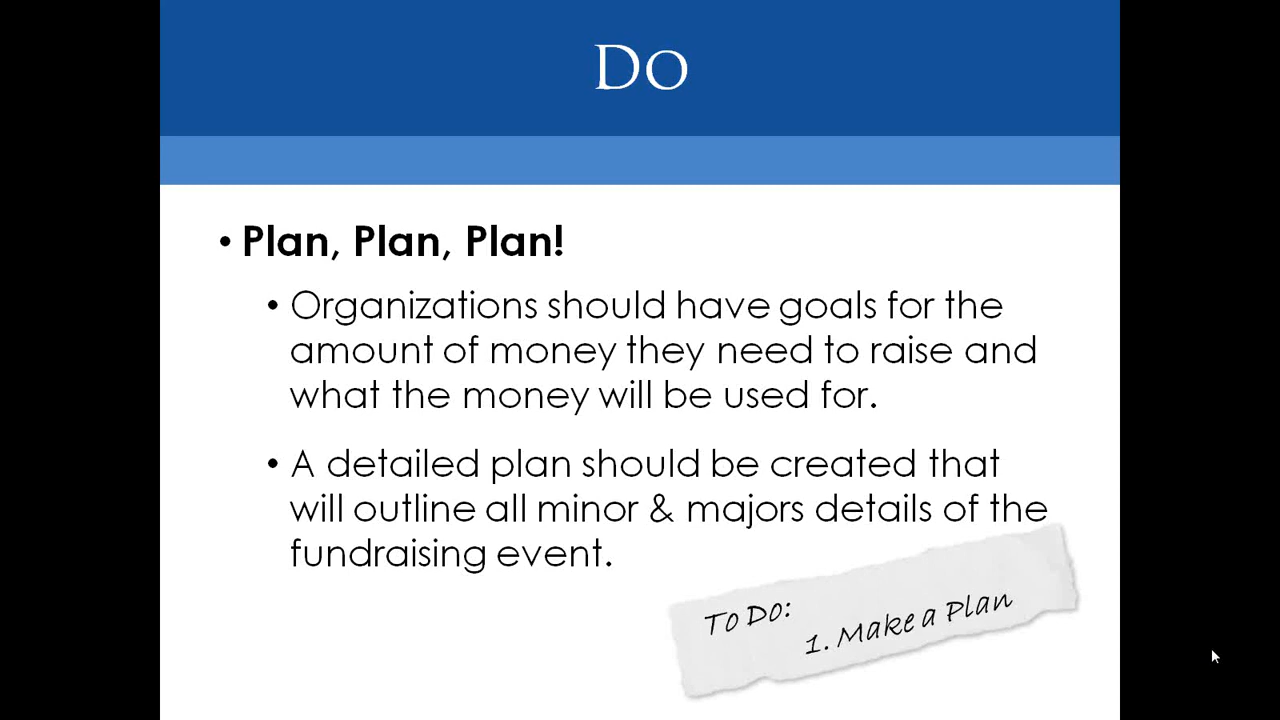 Do
• Plan, Plan, Plan!
• Organizations should have goals for the
amount of money they need to raise and
what the money will be used for.
• A detailed plan should be created that
will outline all minor & majors details of the
fundraising event.
To Do:
1. Make a Plan